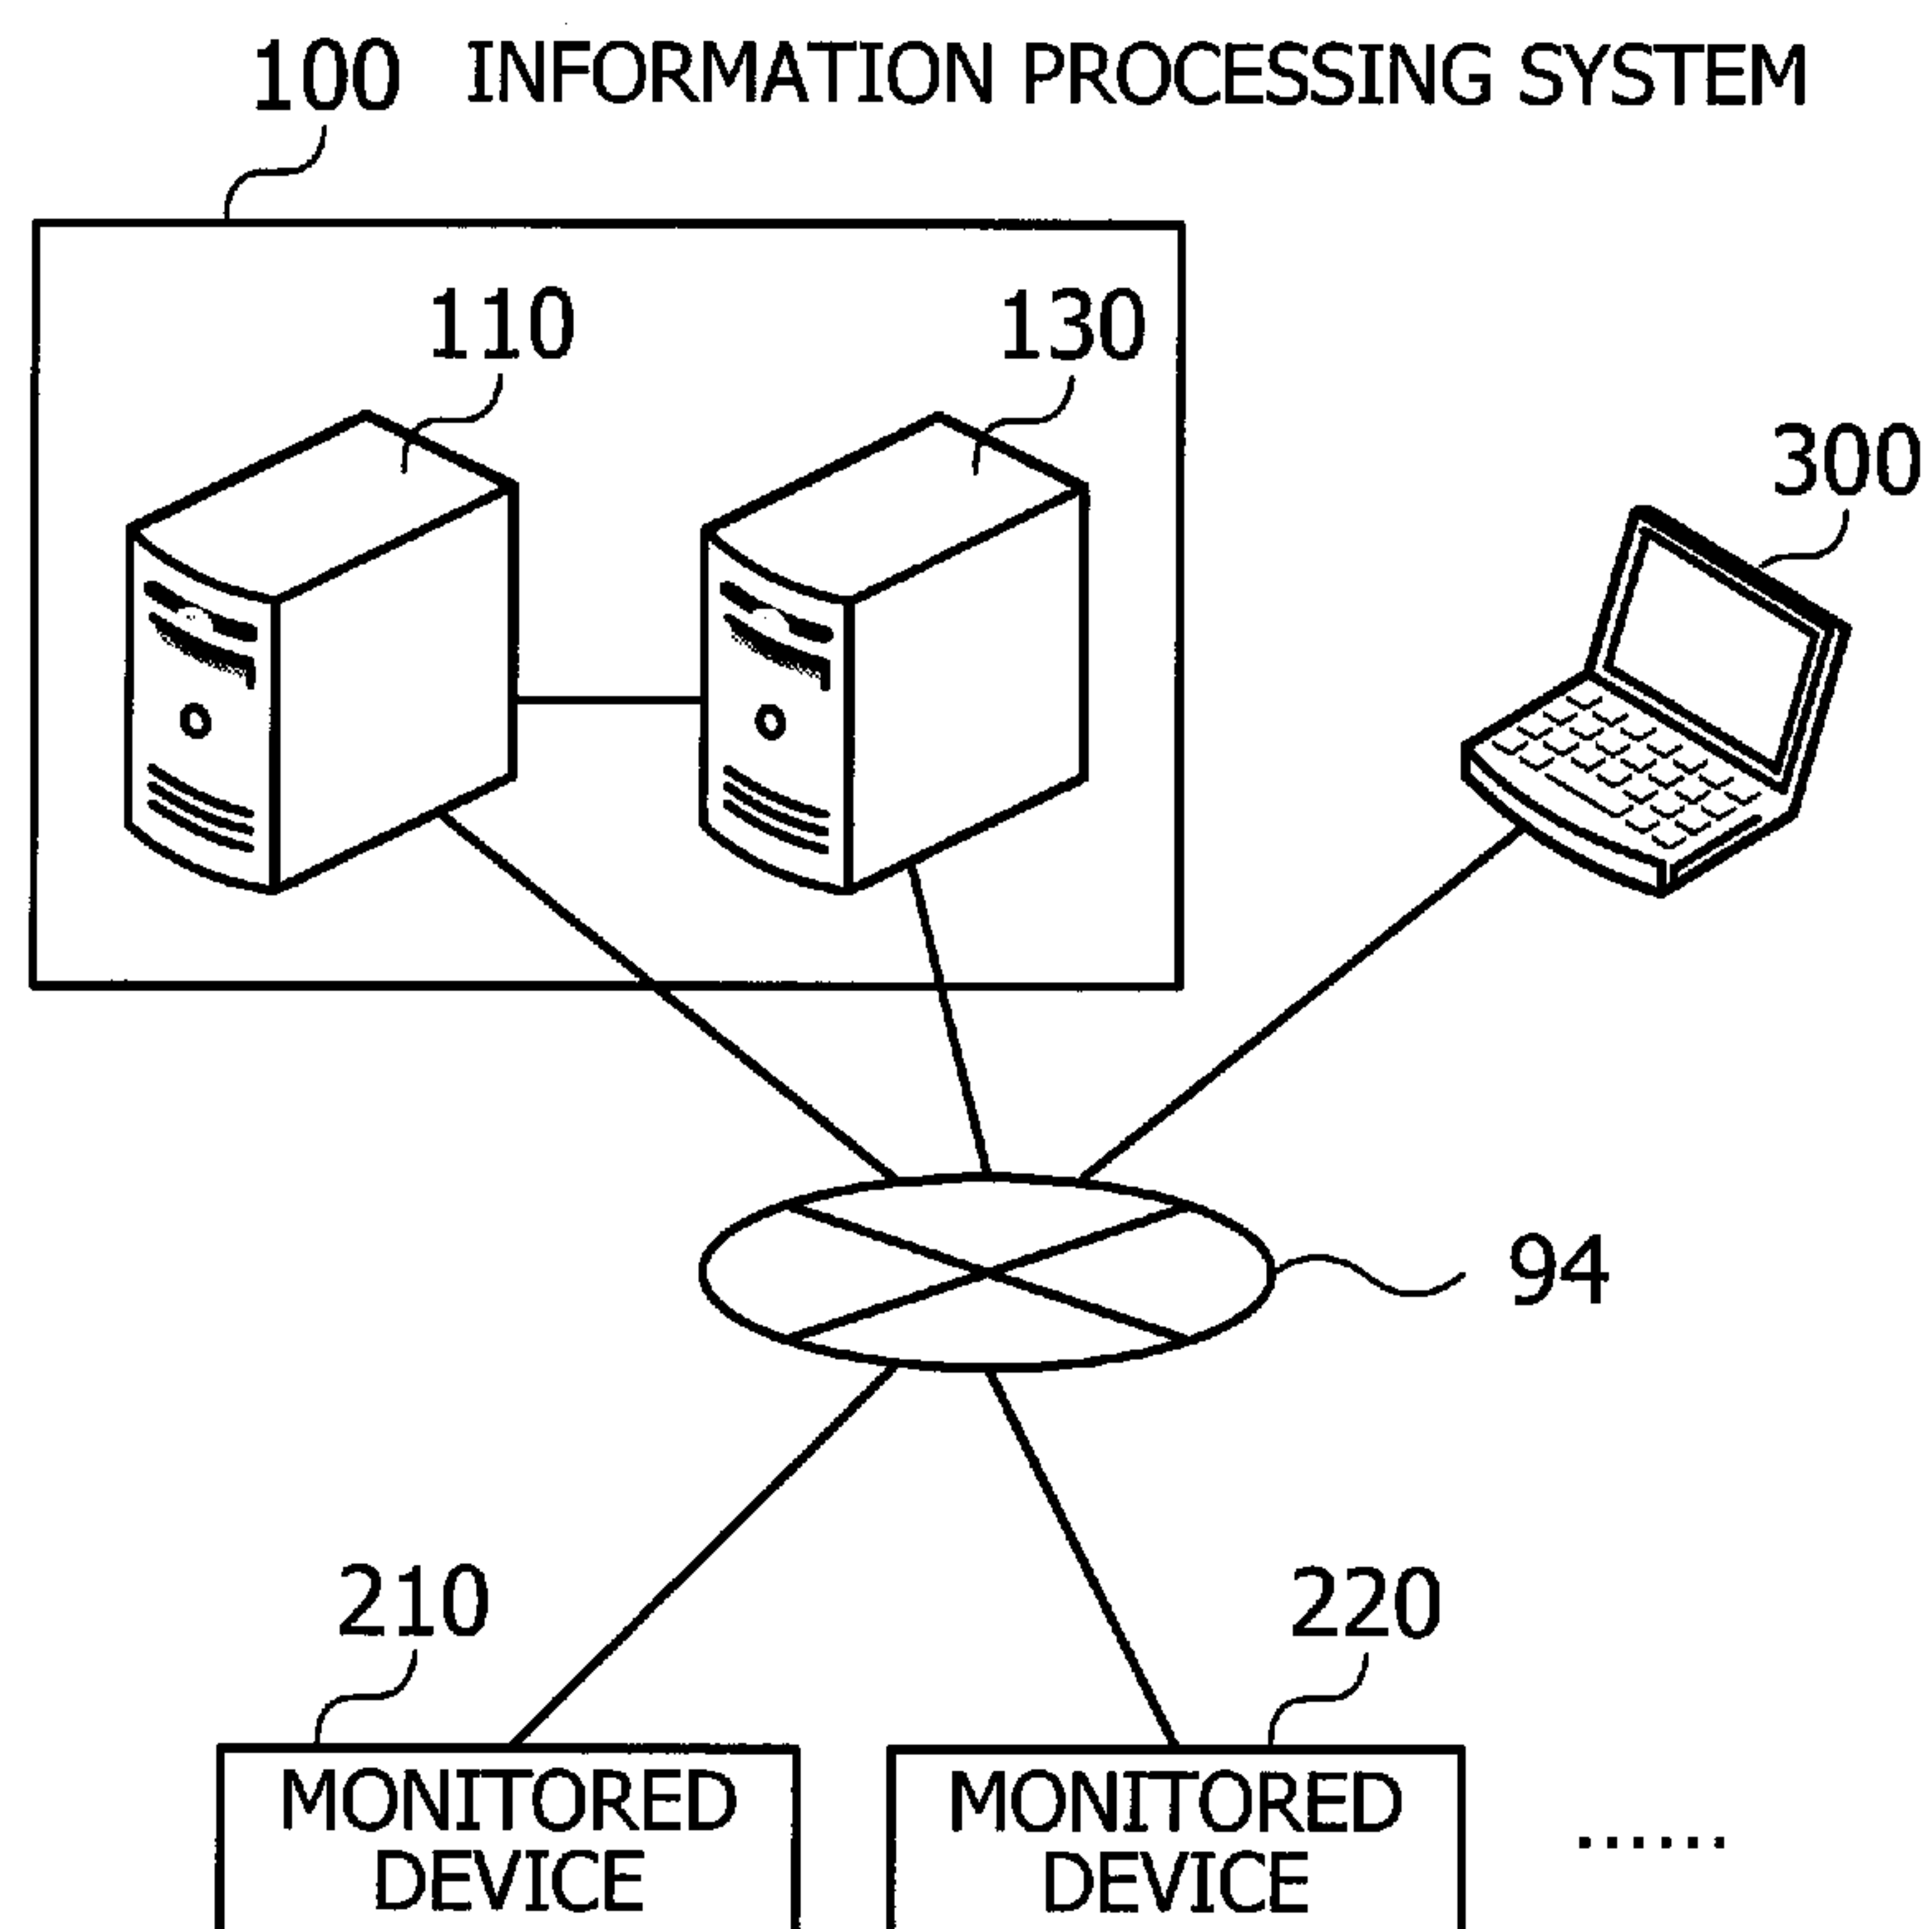 100 INFORMATION PROCESSING SYSTEM
110
130
300
94
210
220
MONITORED
DEVICE
MONITORED
DEVICE
......